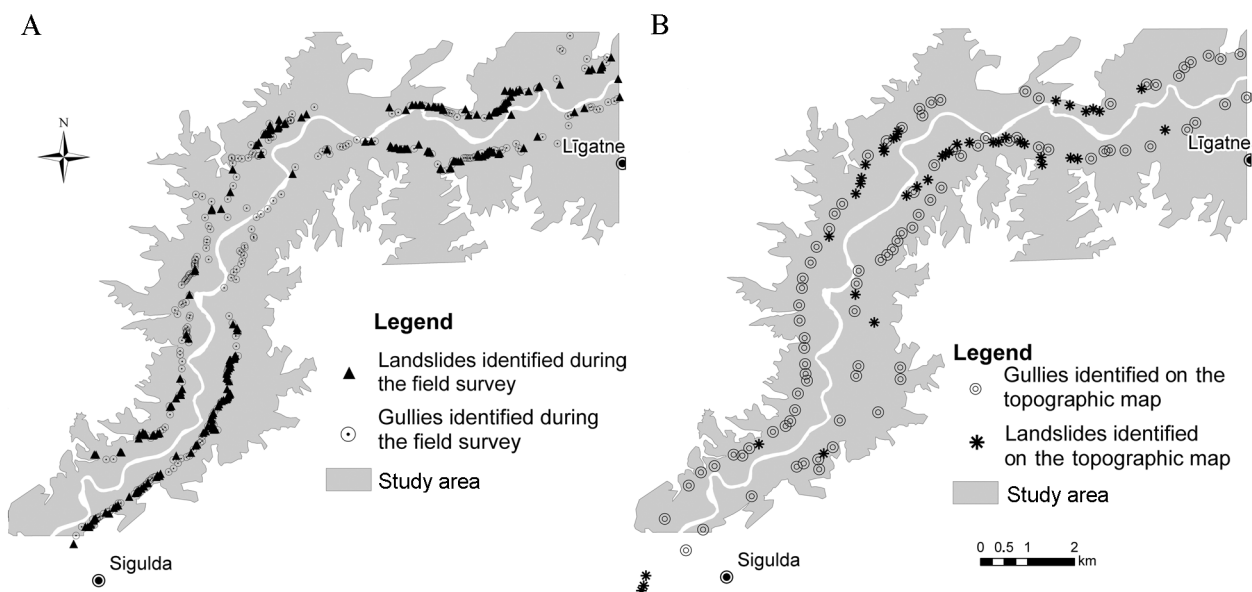 A
N
Līgatne
Legend
Landslides identified during
the field survey
Gullies identified during
the field survey
Study area
Sigulda
B
Līgatne
Legend
Gullies identified on the
topographic map
Landslides identified
on the topographic map
Study area
0 0.5 1 2
km
Sigulda